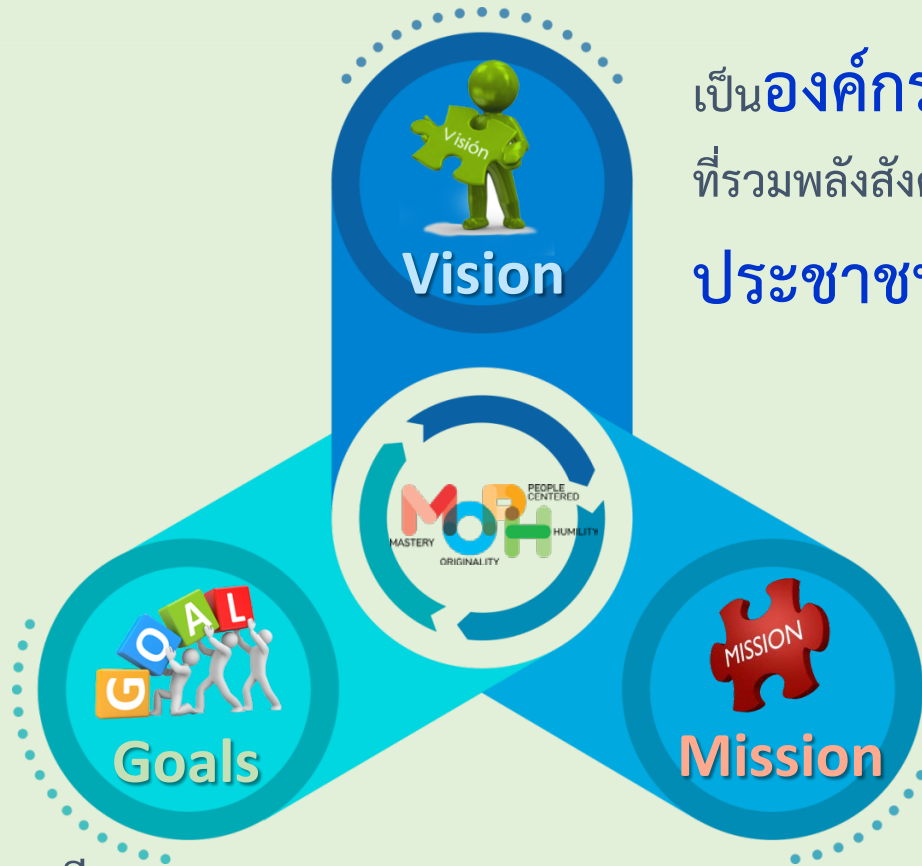 เป็นองค์กร
ที่รวมพลังสัง
ประชาช
Visión
Vision
MOPH
PEOPLE
CENTERED
HUMILITY
MASTERY
ORIGINALITY
GOAL
Goals
MISSION
Mission